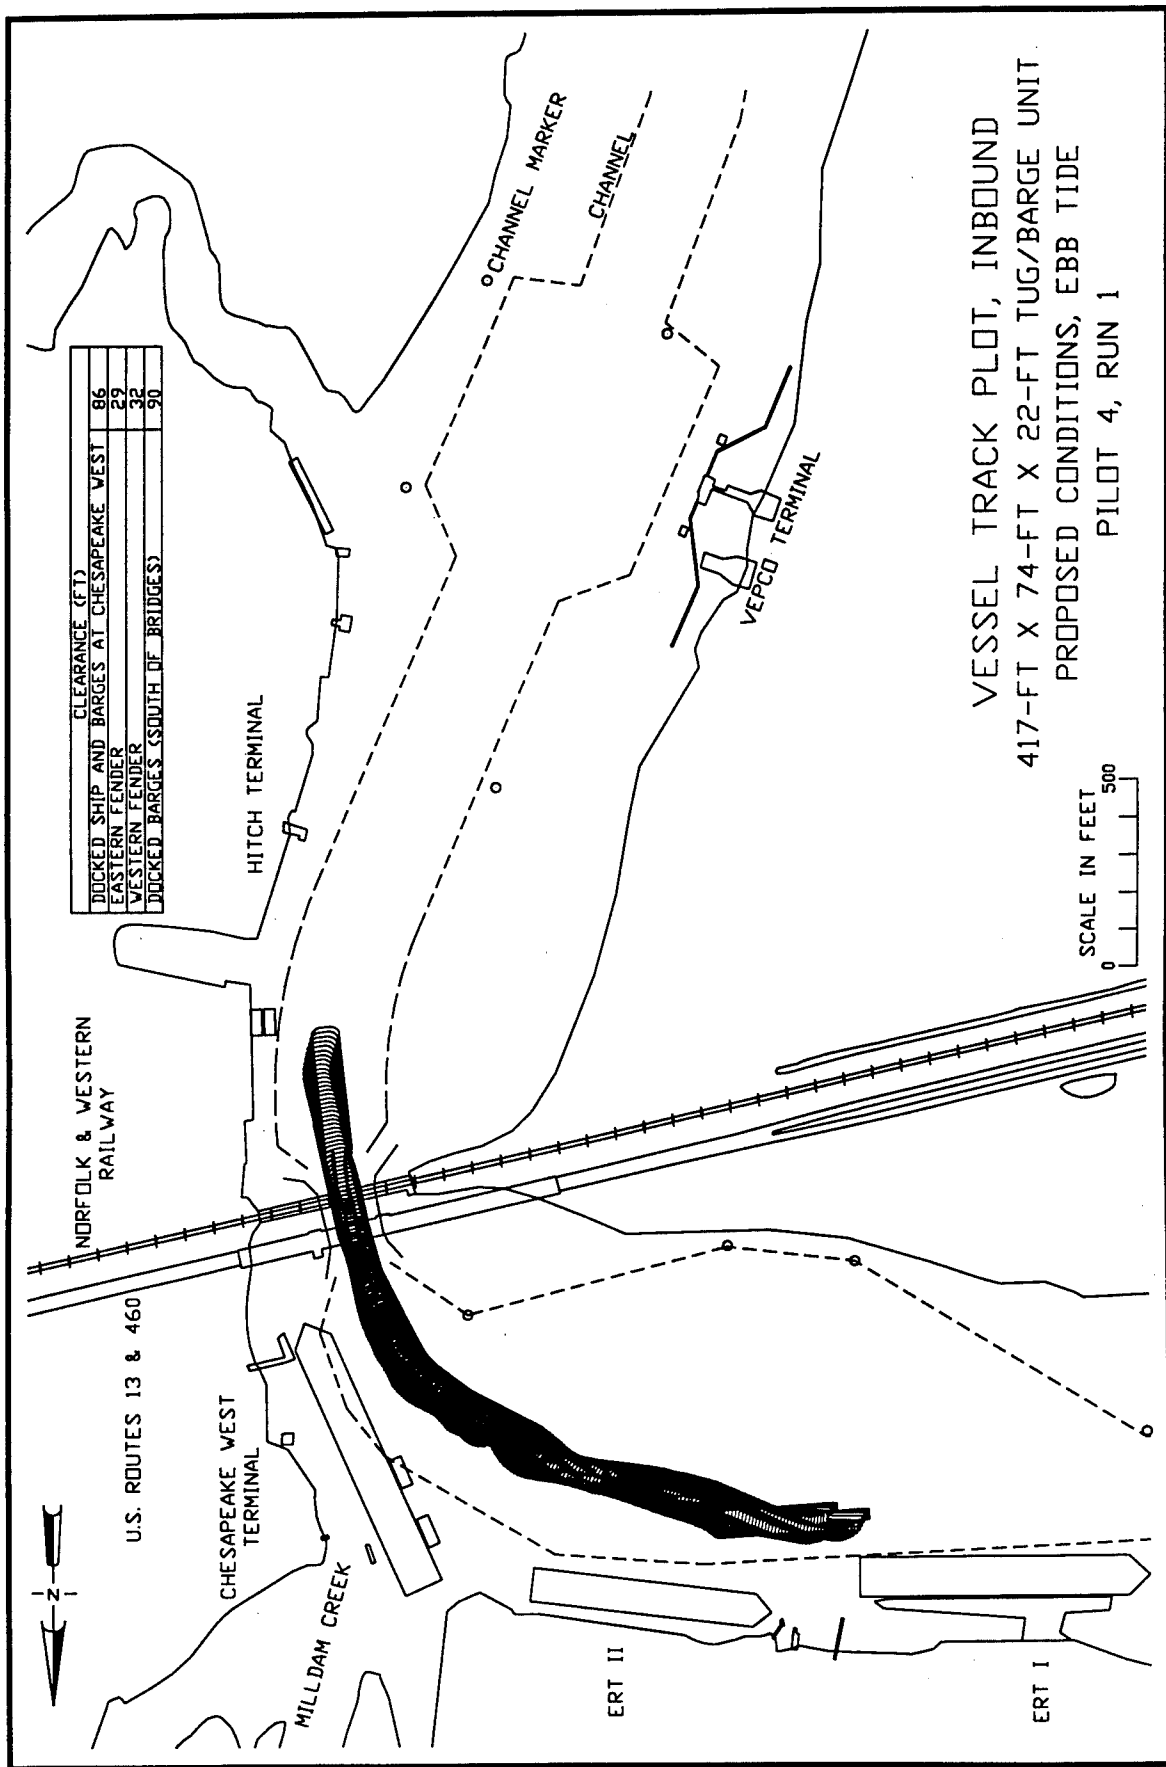 CLEARANCE (FT)
DOCKED SHIP AND BARGES AT CHESAPEAKE WEST 86
EASTERN FENDER 29
WESTERN FENDER 32
DOCKED BARGES (SOUTH OF BRIDGES) 90
N
U.S. ROUTES 13 & 460
NORFOLK & WESTERN
RAILWAY
HITCH TERMINAL
CHESAPEAKE WEST
TERMINAL
MILLDAM CREEK
CHANNEL MARKER
CHANNEL
VEPCO TERMINAL
ERT II
ERT I
SCALE IN FEET
0 500
VESSEL TRACK PLOT, INBOUND
417-FT X 74-FT X 22-FT TUG/BARGE UNIT
PROPOSED CONDITIONS, EBB TIDE
PILOT 4, RUN 1